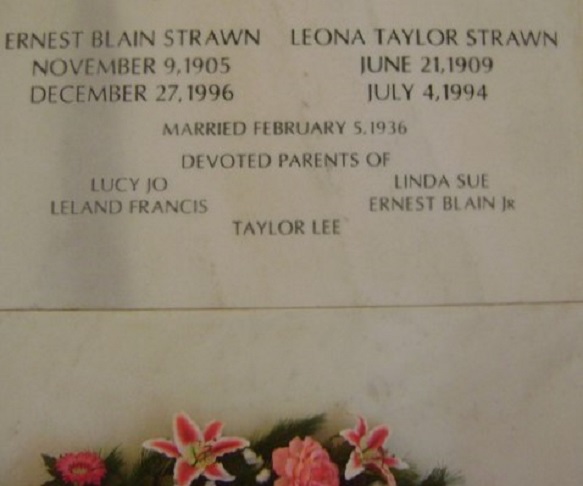 ERNEST BLAIN STRAWN LEONA TAYLOR STRAWN
NOVEMBER 9,1905 JUNE 21,1909
DECEMBER 27,1996 JULY 4,1994
MARRIED FEBRUARY 5,1936
DEVOTED PARENTS OF
LUCY JO LINDA SUE
LELAND FRANCIS ERNEST BLAIN JR
TAYLOR LEE